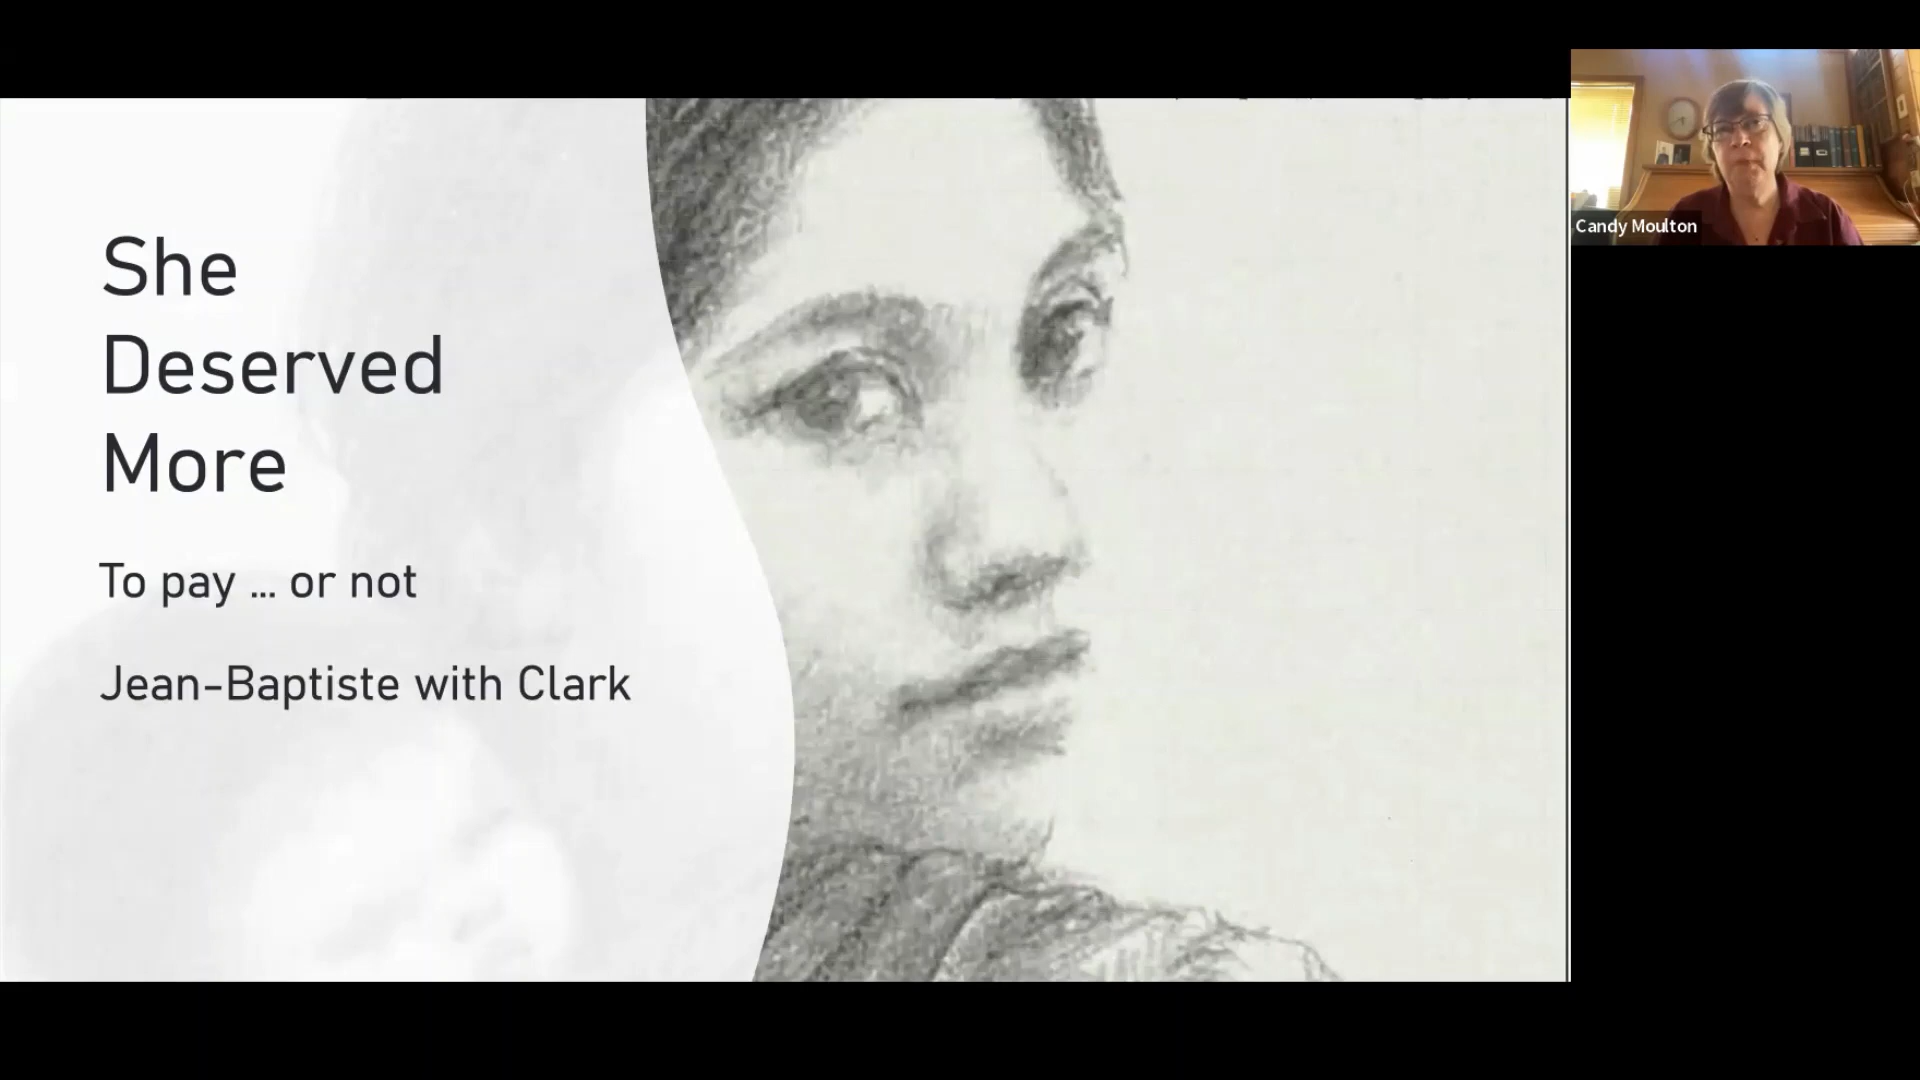 She
Deserved
More
To pay ... or not
Jean-Baptiste with Clark
Candy Moulton